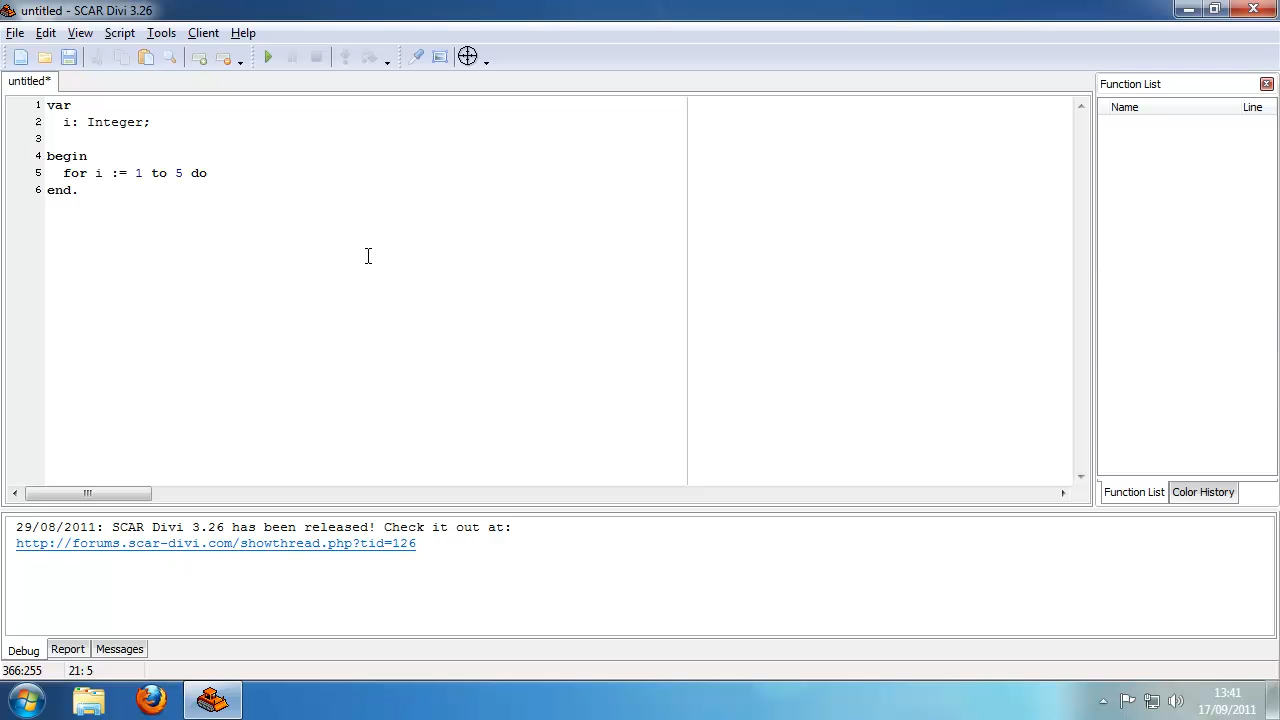 untitled - SCAR Divi 3.26
File Edit View Script Tools Client Help
untitled*
Function List
Name Line
1 var
2 i: Integer;
3
4 begin
5 for i := 1 to 5 do
6 end.
Function List Color History
29/08/2011: SCAR Divi 3.26 has been released! Check it out at:
http://forums.scar-divi.com/showthread.php?tid=126
Debug Report Messages
366:255 21: 5
13:41
17/09/2011